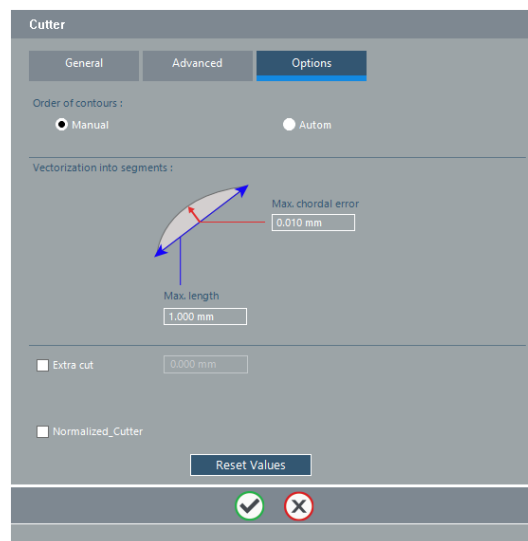 Cutter
General Advanced Options
Order of contours :
Manual Autom
Vectorization into segments :
Max. chordal error
0.010 mm
Max. length
1.000 mm
Extra cut 0.000 mm
Normalized_Cutter
Reset Values